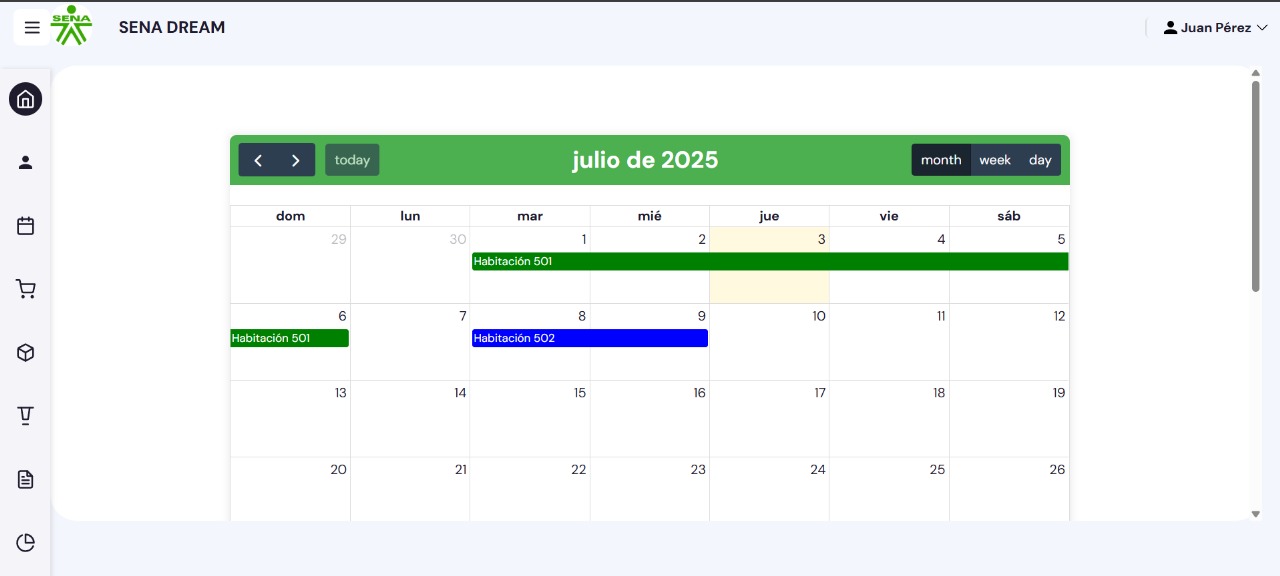 SENA
SENA DREAM
Juan Pérez
today
julio de 2025
month week day
dom lun mar mié jue vie sáb
29 30 1 2 3 4 5
Habitación 501
6 7 8 9 10 11 12
Habitación 501 Habitación 502
13 14 15 16 17 18 19
20 21 22 23 24 25 26